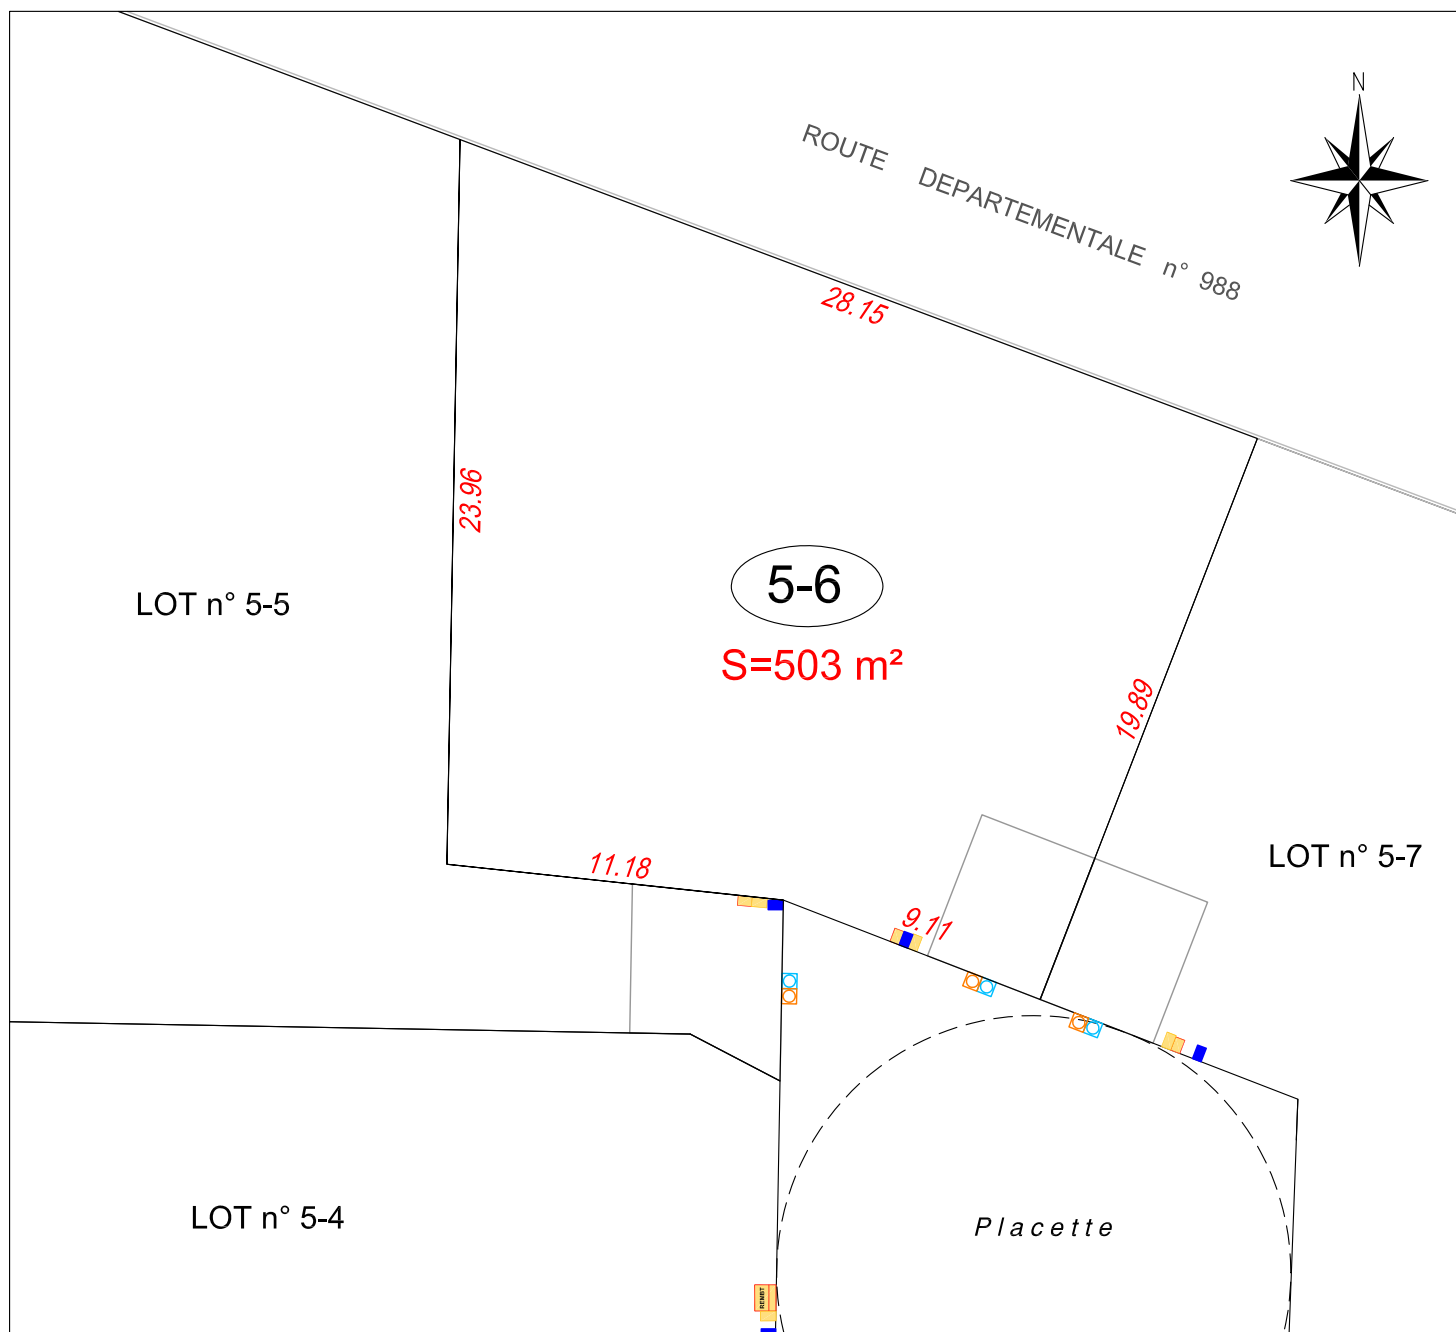 N
ROUTE DEPARTEMENTALE n° 988
28.15
23.96
5-6
LOT n° 5-5
S=503 m²
19.89
11.18
LOT n° 5-7
9.11
LOT n° 5-4
Placette
REMBT